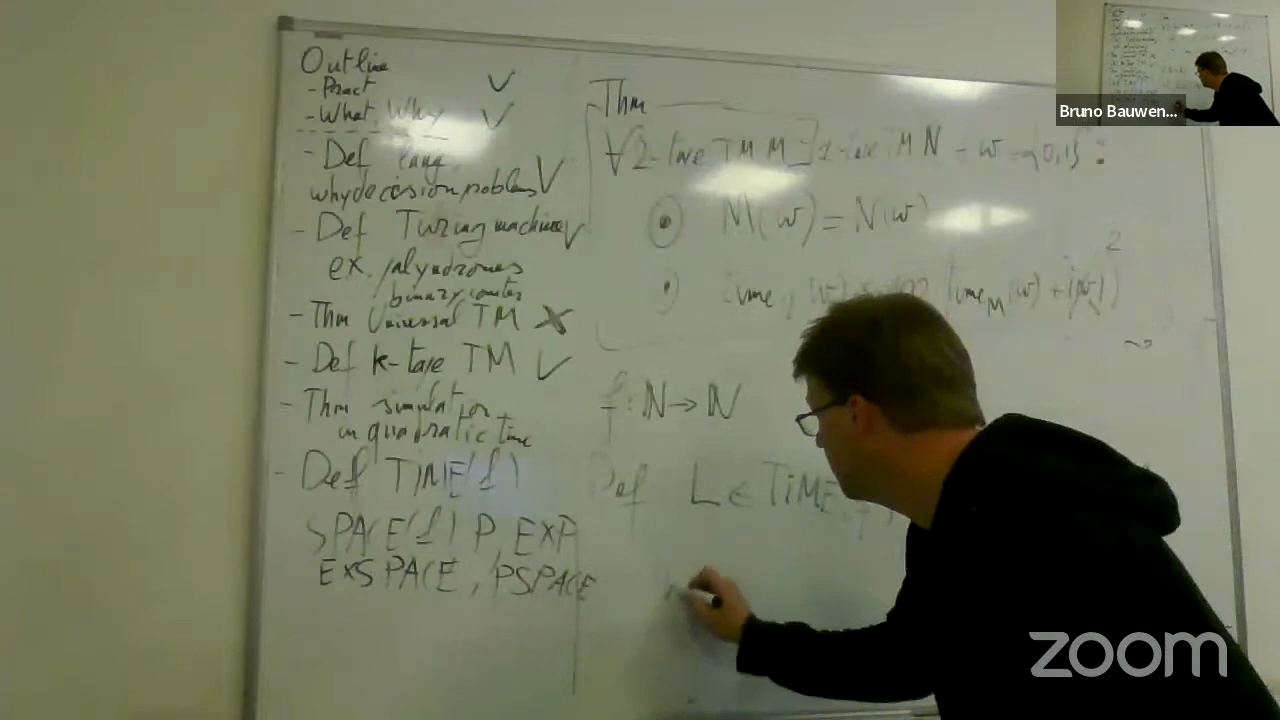 Outline
- Pract ✓
- What, Why ✓
- Def lang
why decision problems ✓
- Def Turing machine ✓
ex. palyndromes
binary counter
- Thm Universal TM ✗
- Def k-tape TM ✓
- Thm simulation
in quadratic time
- Def TIME(f)
SPACE(f) P, EXP
EXSPACE, PSPACE
Thm
∀ 2-tape TM M ∃ 1-tape TM N
M(w) = N(w)
time_M(w) + |w|)²
f: ℕ → ℕ
Def L ∈ TiME
Bruno Bauwen...
zoom